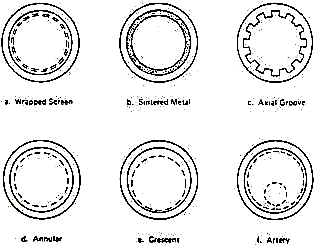 a. Wrapped Screen
b. Sintered Metal
c. Axial Groove
d. Annular
e. Crescent
f. Artery